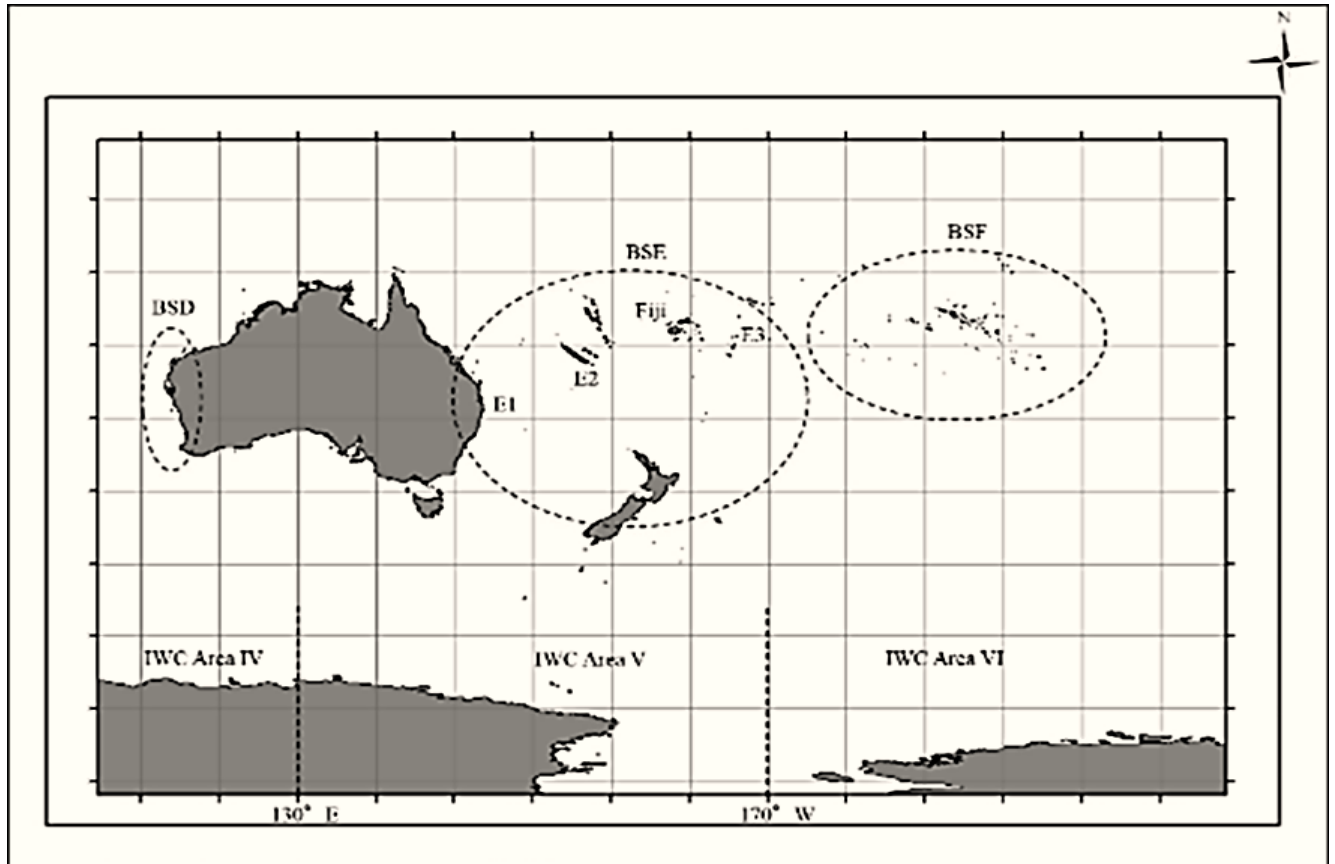 N
BSF
BSE
BSD
Fiji
E3
E2
E1
IWC Area IV
IWC Area V
IWC Area VI
130° E
170° W